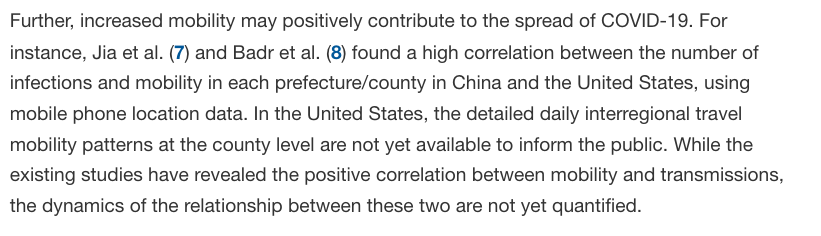 Further, increased mobility may positively contribute to the spread of COVID-19. For
instance, Jia et al. (7) and Badr et al. (8) found a high correlation between the number of
infections and mobility in each prefecture/county in China and the United States, using
mobile phone location data. In the United States, the detailed daily interregional travel
mobility patterns at the county level are not yet available to inform the public. While the
existing studies have revealed the positive correlation between mobility and transmissions,
the dynamics of the relationship between these two are not yet quantified.